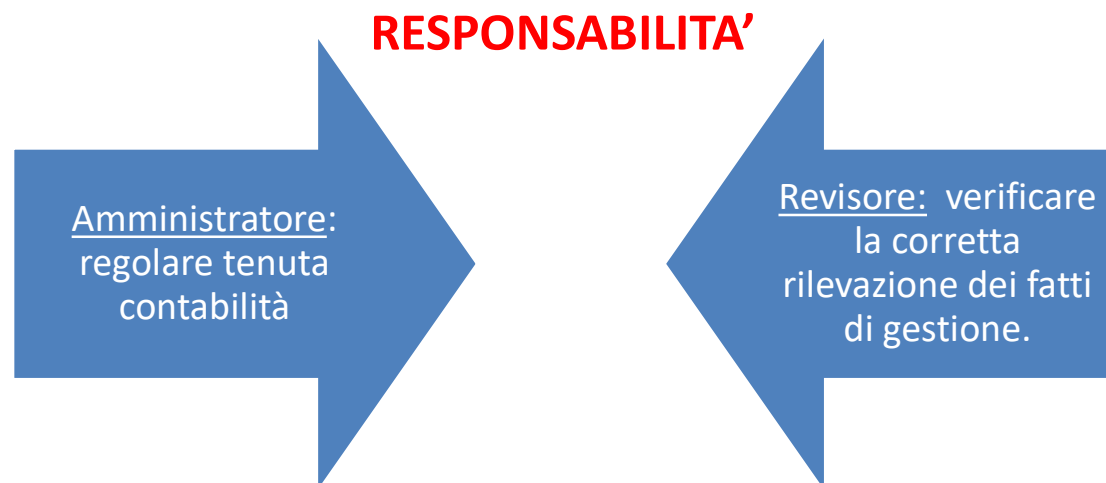 RESPONSABILITA’
Amministratore:
regolare tenuta
contabilità
Revisore: verificare
la corretta
rilevazione dei fatti
di gestione.